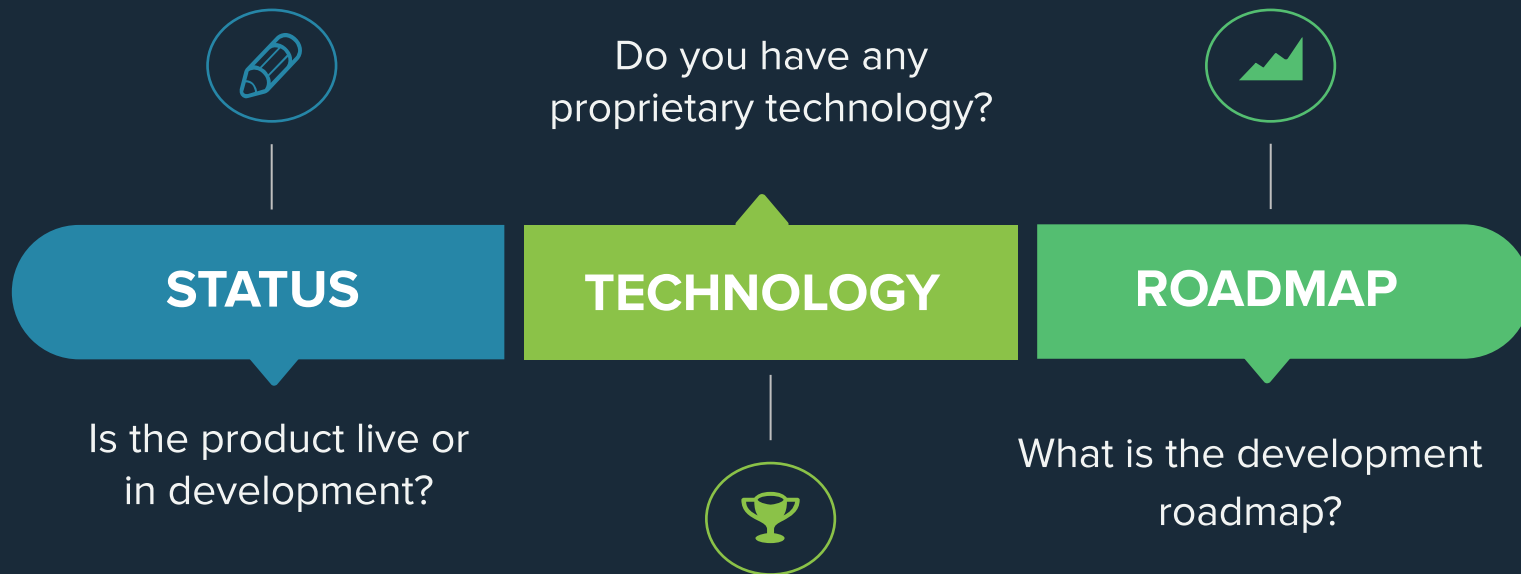 STATUS
Is the product live or
in development?
Do you have any
proprietary technology?
TECHNOLOGY
ROADMAP
What is the development
roadmap?